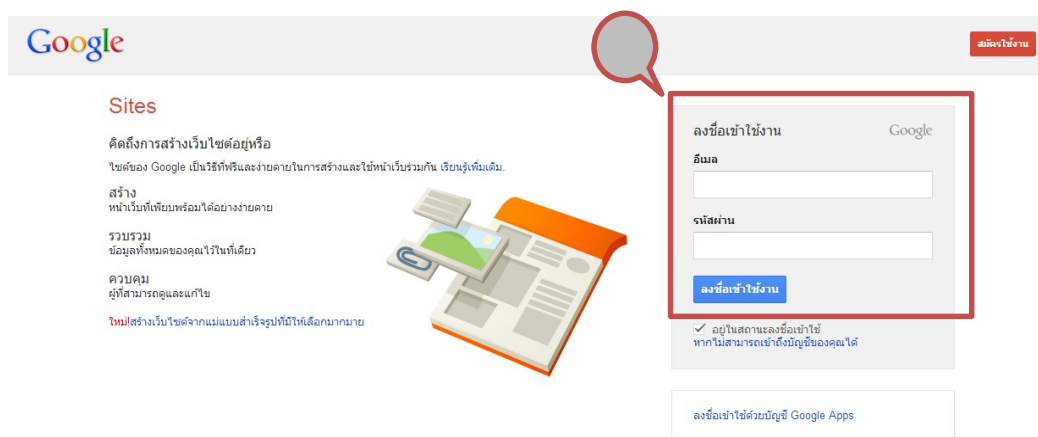 Google
สมัครใช้งาน
Sites
คิดถึงการสร้างเว็บไซต์อยู่หรือ
ไซต์ของ Google เป็นวิธีที่ฟรีและง่ายดายในการสร้างและใช้หน้าเว็บร่วมกัน เรียนรู้เพิ่มเติม.
สร้าง
หน้าเว็บที่เพียบพร้อมได้อย่างง่ายดาย
รวบรวม
ข้อมูลทั้งหมดของคุณไว้ในที่เดียว
ควบคุม
ผู้ที่สามารถดูและแก้ไข
ใหม่!สร้างเว็บไซต์จากแม่แบบสำเร็จรูปที่มีให้เลือกมากมาย
ลงชื่อเข้าใช้งาน Google
อีเมล
รหัสผ่าน
ลงชื่อเข้าใช้งาน
อยู่ในสถานะลงชื่อเข้าใช้
หากไม่สามารถเข้าถึงบัญชีของคุณได้
ลงชื่อเข้าใช้ด้วยบัญชี Google Apps